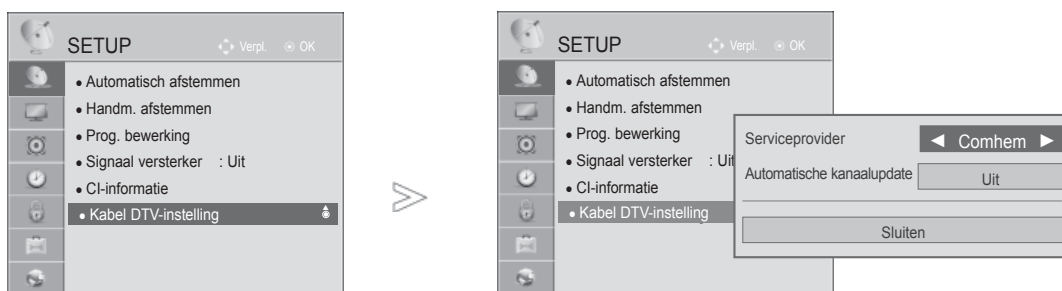 SETUP
Verpl. OK
• Automatisch afstemmen
• Handm. afstemmen
• Prog. bewerking
• Signaal versterker : Uit
• CI-informatie
• Kabel DTV-instelling
SETUP
Verpl. OK
• Automatisch afstemmen
• Handm. afstemmen
• Prog. bewerking
• Signaal versterker : Uit
• CI-informatie
• Kabel DTV-instelling
Serviceprovider ◄ Comhem ►
Automatische kanaalupdate Uit
Sluiten